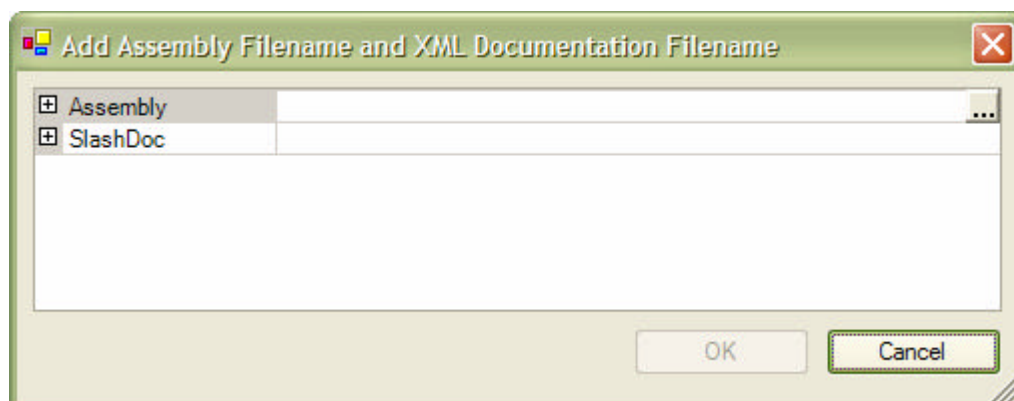 Add Assembly Filename and XML Documentation Filename
Assembly ...
SlashDoc
OK Cancel